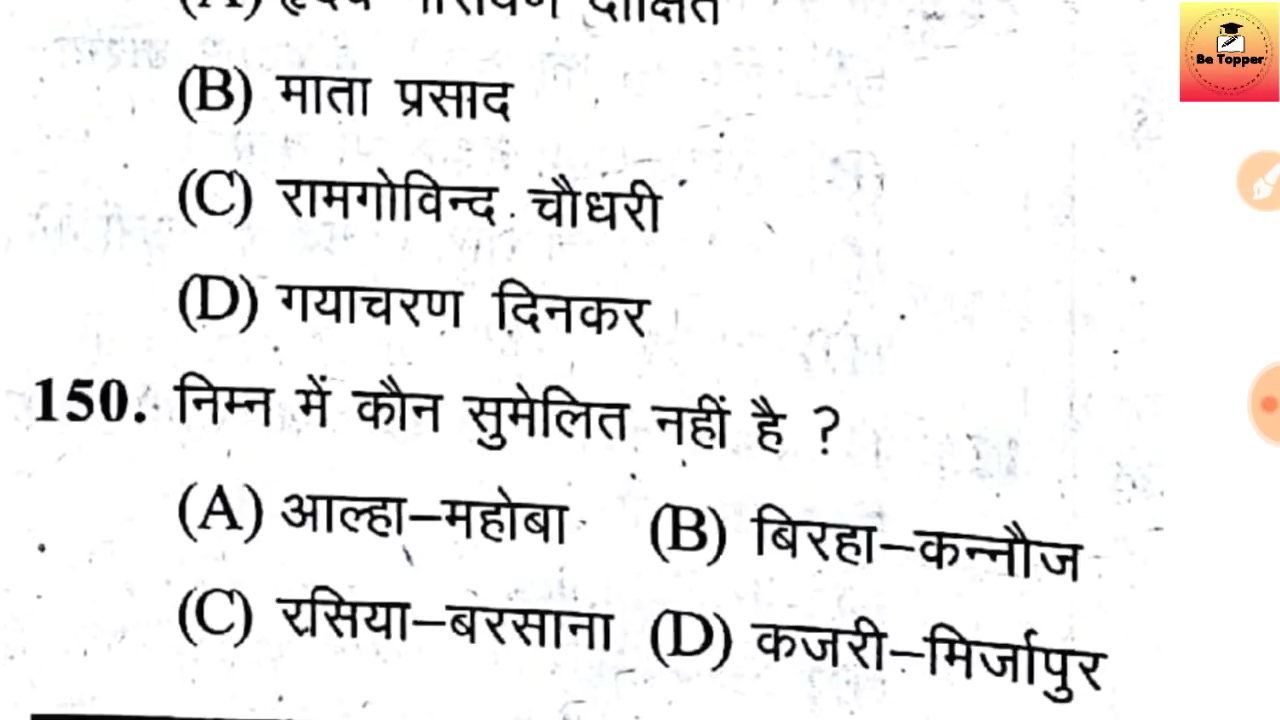 Be Topper
(B) माता प्रसाद
(C) रामगोविन्द चौधरी
(D) गयाचरण दिनकर
150. निम्न में कौन सुमेलित नहीं है ?
(A) आल्हा–महोबा (B) बिरहा–कन्नौज
(C) रसिया–बरसाना (D) कजरी–मिर्जापुर